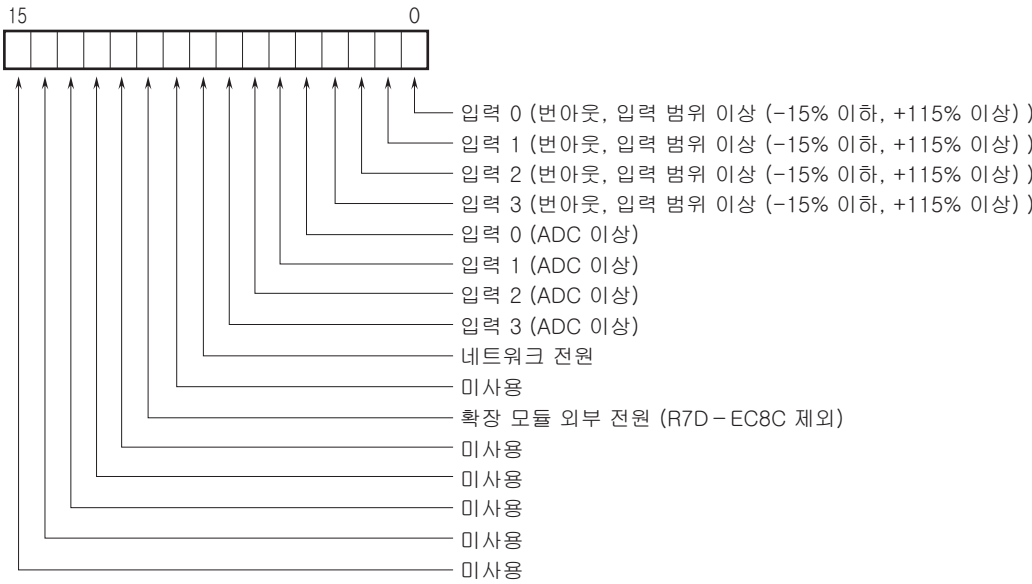 15 0
입력 0 (번아웃, 입력 범위 이상 (-15% 이하, +115% 이상) )
입력 1 (번아웃, 입력 범위 이상 (-15% 이하, +115% 이상) )
입력 2 (번아웃, 입력 범위 이상 (-15% 이하, +115% 이상) )
입력 3 (번아웃, 입력 범위 이상 (-15% 이하, +115% 이상) )
입력 0 (ADC 이상)
입력 1 (ADC 이상)
입력 2 (ADC 이상)
입력 3 (ADC 이상)
네트워크 전원
미사용
확장 모듈 외부 전원 (R7D-EC8C 제외)
미사용
미사용
미사용
미사용
미사용